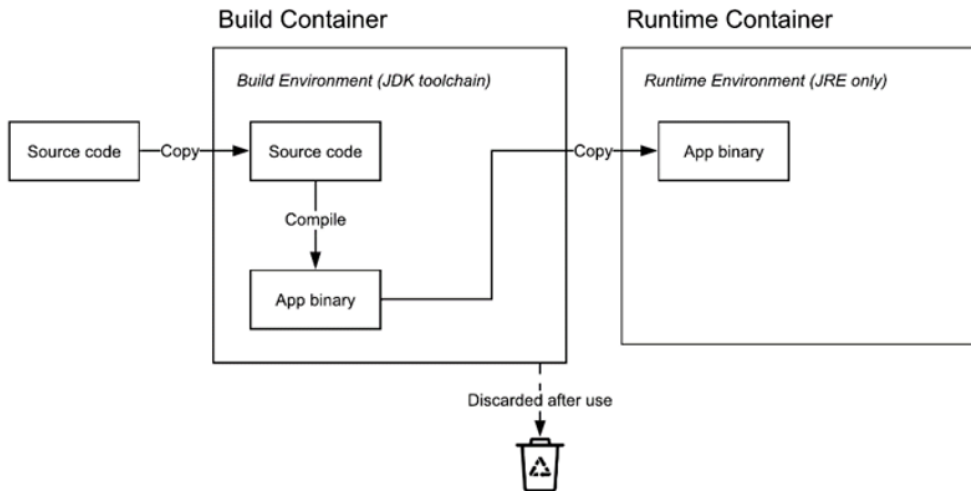 Build Container
Runtime Container
Build Environment (JDK toolchain)
Runtime Environment (JRE only)
Source code
Copy
Source code
Copy
App binary
Compile
App binary
Discarded after use